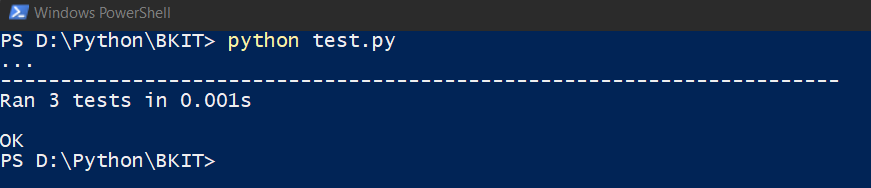 Windows PowerShell
PS D:\Python\BKIT> python test.py
...
----------------------------------------------------------------------
Ran 3 tests in 0.001s
OK
PS D:\Python\BKIT>